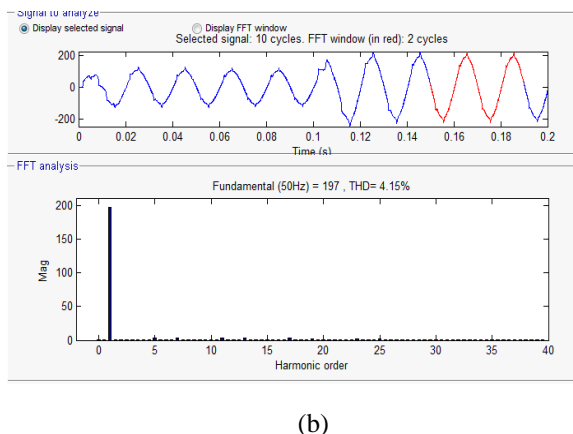 Signal to analyze
Display selected signal Display FFT window
Selected signal: 10 cycles. FFT window (in red): 2 cycles
200
0
-200
0 0.02 0.04 0.06 0.08 0.1 0.12 0.14 0.16 0.18 0.2
Time (s)
FFT analysis
Fundamental (50Hz) = 197 , THD= 4.15%
200
150
100
50
0
Mag
0 5 10 15 20 25 30 35 40
Harmonic order
(b)